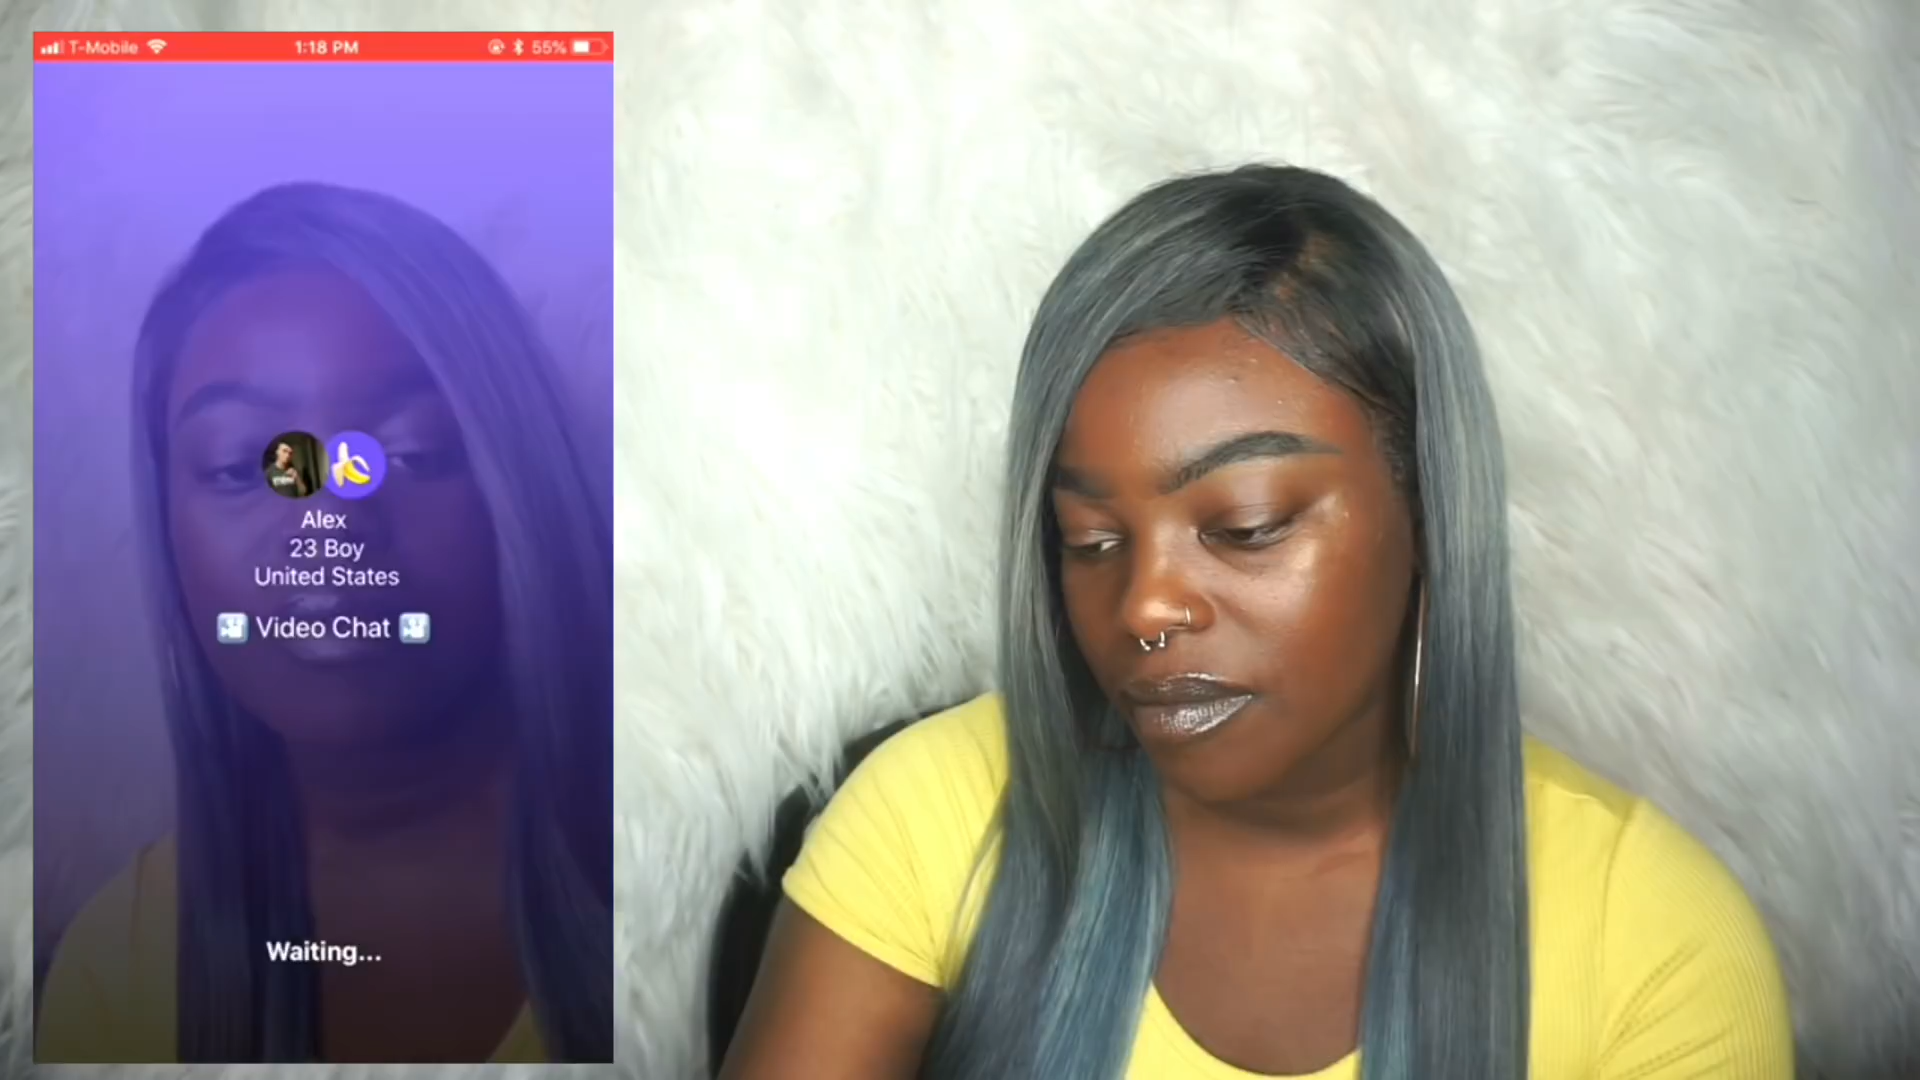 T-Mobile 1:18 PM 55%
Alex
23 Boy
United States
Video Chat
Waiting...